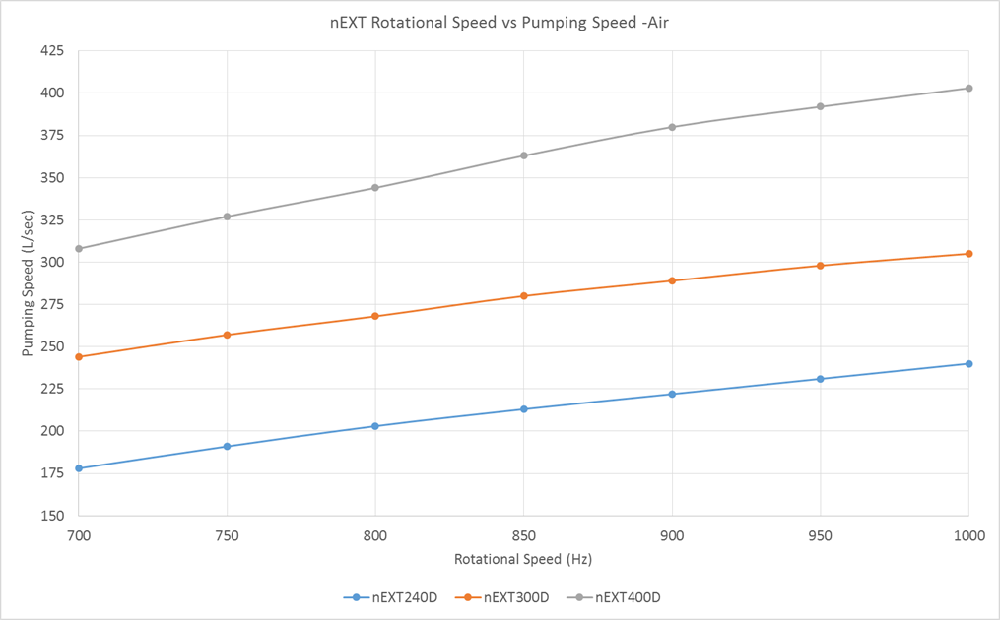 nEXT Rotational Speed vs Pumping Speed -Air
425
400
375
350
325
300
275
250
225
200
175
150
Pumping Speed (L/sec)
700 750 800 850 900 950 1000
Rotational Speed (Hz)
nEXT240D nEXT300D nEXT400D